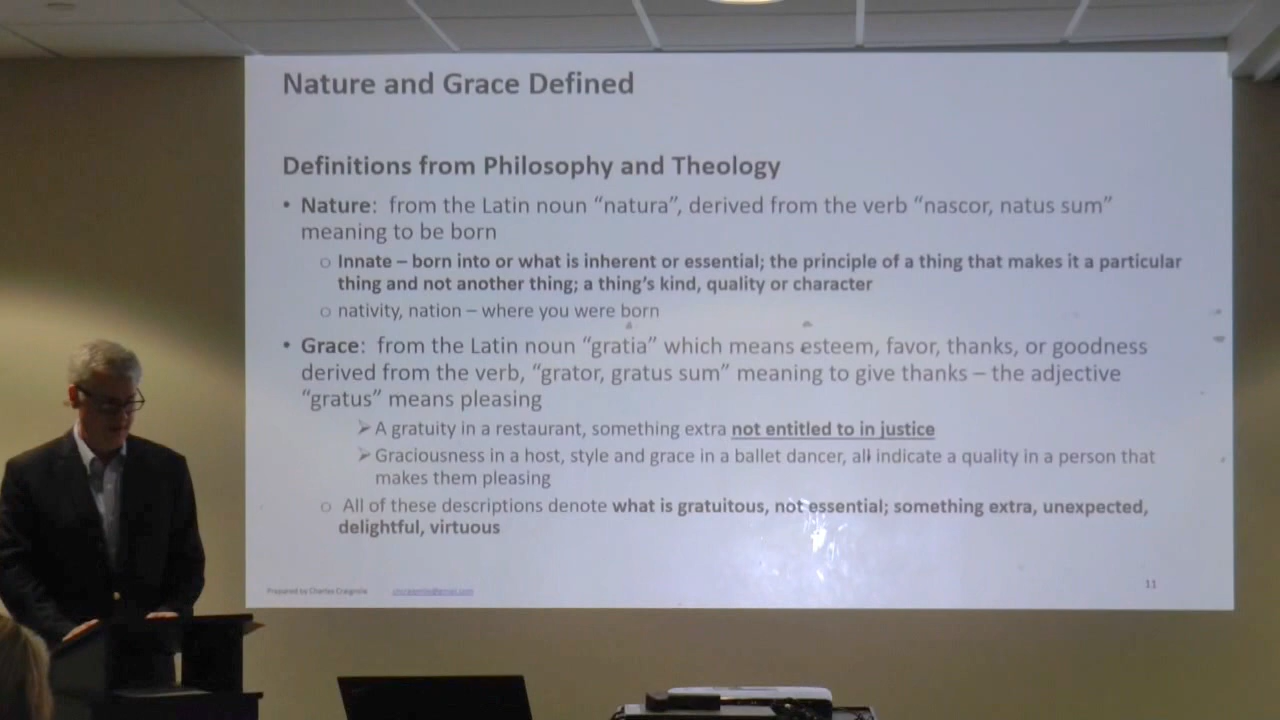 Nature and Grace Defined
Definitions from Philosophy and Theology
• Nature: from the Latin noun “natura”, derived from the verb “nascor, natus sum”
meaning to be born
o Innate – born into or what is inherent or essential; the principle of a thing that makes it a particular
thing and not another thing; a thing’s kind, quality or character
o nativity, nation – where you were born
• Grace: from the Latin noun “gratia” which means esteem, favor, thanks, or goodness
derived from the verb, “grator, gratus sum” meaning to give thanks – the adjective
“gratus” means pleasing
➢ A gratuity in a restaurant, something extra not entitled to in justice
➢ Graciousness in a host, style and grace in a ballet dancer, all indicate a quality in a person that
makes them pleasing
o All of these descriptions denote what is gratuitous, not essential; something extra, unexpected,
delightful, virtuous
Prepared by Charles
11